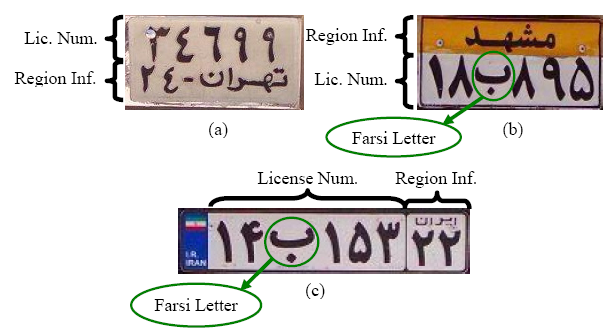 Lic. Num.
۳۴۶۹۹
Region Inf.
تهران-۲۴
(a)
Region Inf.
مشهد
Lic. Num.
۱۸ب۸۹۵
Farsi Letter
(b)
License Num.
Region Inf.
I.R.
IRAN
۱۴ب۱۵۳
ایران
۲۲
Farsi Letter
(c)